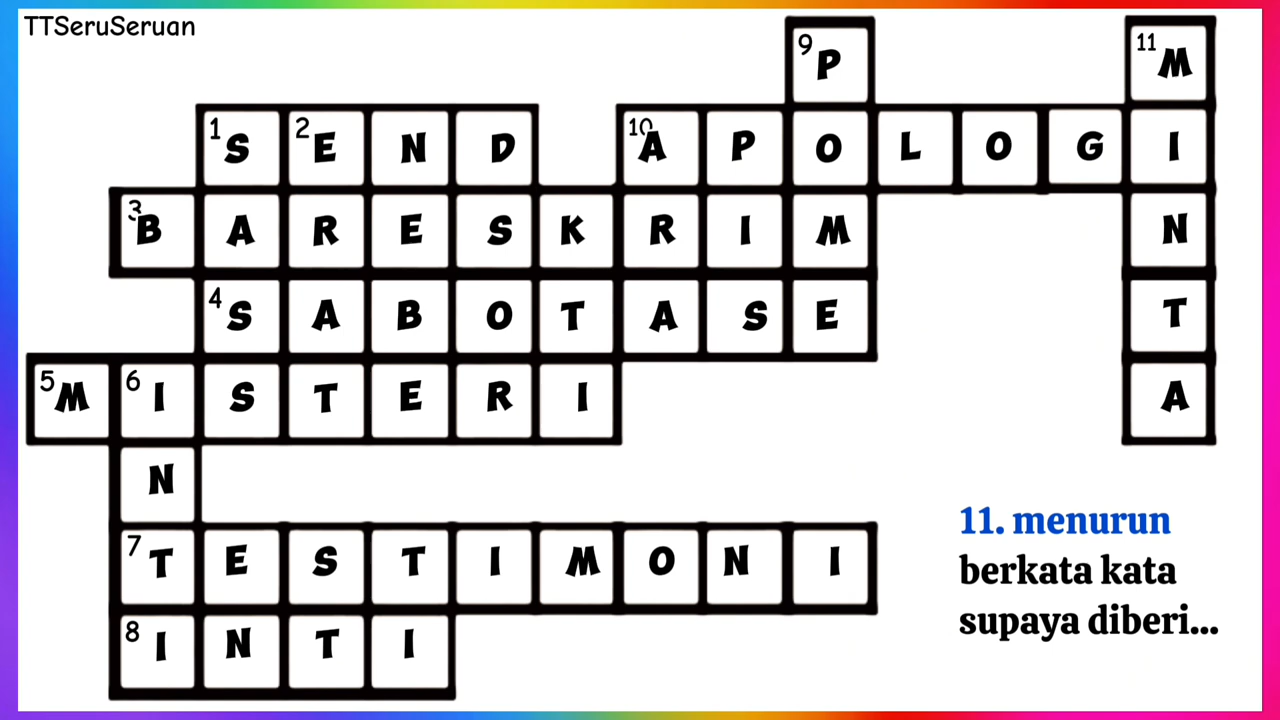 TTSeruSeruan
9 P 11 M
1 S 2 E N D 10 A P O L O G I
3 B A R E S K R I M N
4 S A B O T A S E T
5 M 6 I S T E R I A
N
7 T E S T I M O N I
8 I N T I
11. menurun
berkata kata
supaya diberi...